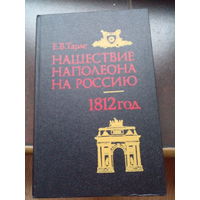 Е.В.Тарле
НАШЕСТВИЕ
НАПОЛЕОНА
НА РОССИЮ
1812 ГОД